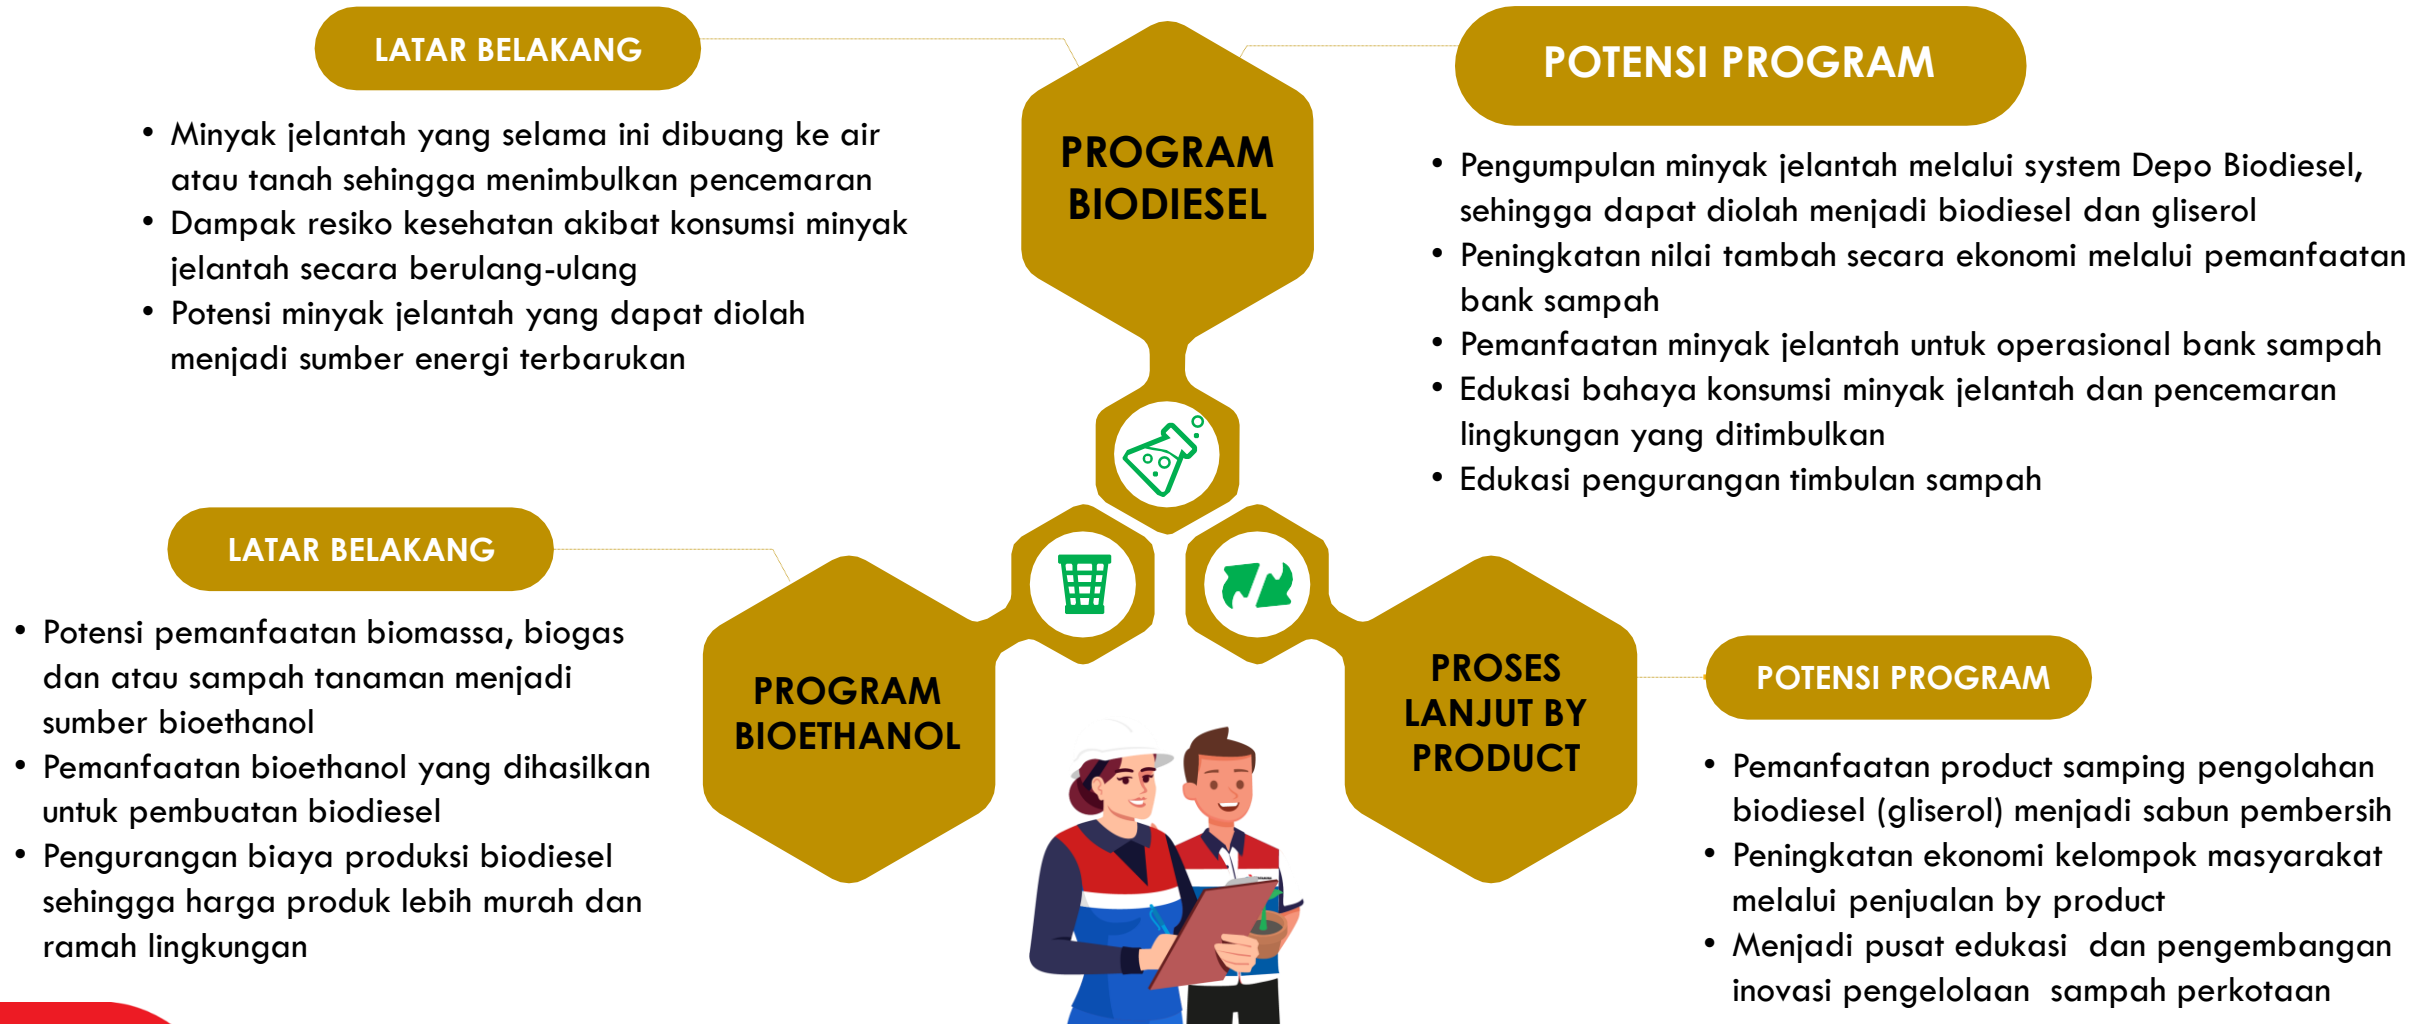 LATAR BELAKANG
• Minyak jelantah yang selama ini dibuang ke air
atau tanah sehingga menimbulkan pencemaran
• Dampak resiko kesehatan akibat konsumsi minyak
jelantah secara berulang-ulang
• Potensi minyak jelantah yang dapat diolah
menjadi sumber energi terbarukan
PROGRAM
BIODIESEL
POTENSI PROGRAM
• Pengumpulan minyak jelantah melalui system Depo Biodiesel,
sehingga dapat diolah menjadi biodiesel dan gliserol
• Peningkatan nilai tambah secara ekonomi melalui pemanfaatan
bank sampah
• Pemanfaatan minyak jelantah untuk operasional bank sampah
• Edukasi bahaya konsumsi minyak jelantah dan pencemaran
lingkungan yang ditimbulkan
• Edukasi pengurangan timbulan sampah
LATAR BELAKANG
• Potensi pemanfaatan biomassa, biogas
dan atau sampah tanaman menjadi
sumber bioethanol
• Pemanfaatan bioethanol yang dihasilkan
untuk pembuatan biodiesel
• Pengurangan biaya produksi biodiesel
sehingga harga produk lebih murah dan
ramah lingkungan
PROGRAM
BIOETHANOL
PROSES
LANJUT BY
PRODUCT
POTENSI PROGRAM
• Pemanfaatan product samping pengolahan
biodiesel (gliserol) menjadi sabun pembersih
• Peningkatan ekonomi kelompok masyarakat
melalui penjualan by product
• Menjadi pusat edukasi dan pengembangan
inovasi pengelolaan sampah perkotaan